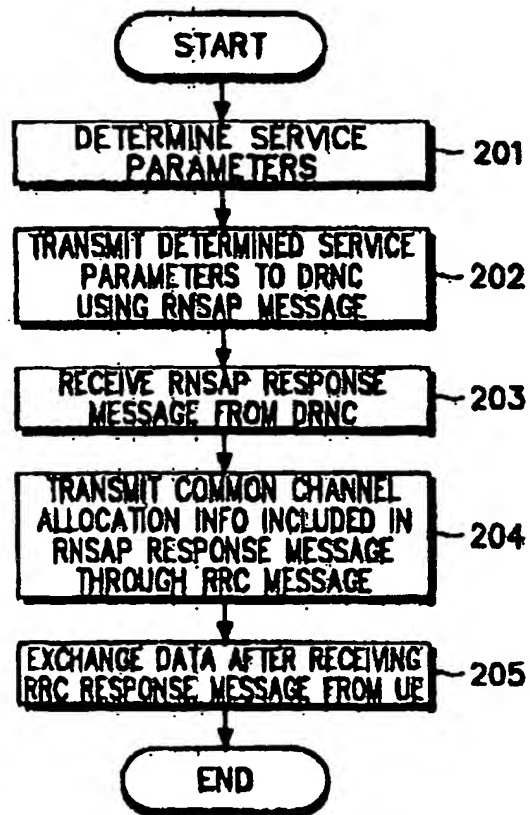 START
DETERMINE SERVICE
PARAMETERS
201
TRANSMIT DETERMINED SERVICE
PARAMETERS TO DRNC
USING RNSAP MESSAGE
202
RECEIVE RNSAP RESPONSE
MESSAGE FROM DRNC
203
TRANSMIT COMMON CHANNEL
ALLOCATION INFO INCLUDED IN
RNSAP RESPONSE MESSAGE
THROUGH RRC MESSAGE
204
EXCHANGE DATA AFTER RECEIVING
RRC RESPONSE MESSAGE FROM UE
205
END